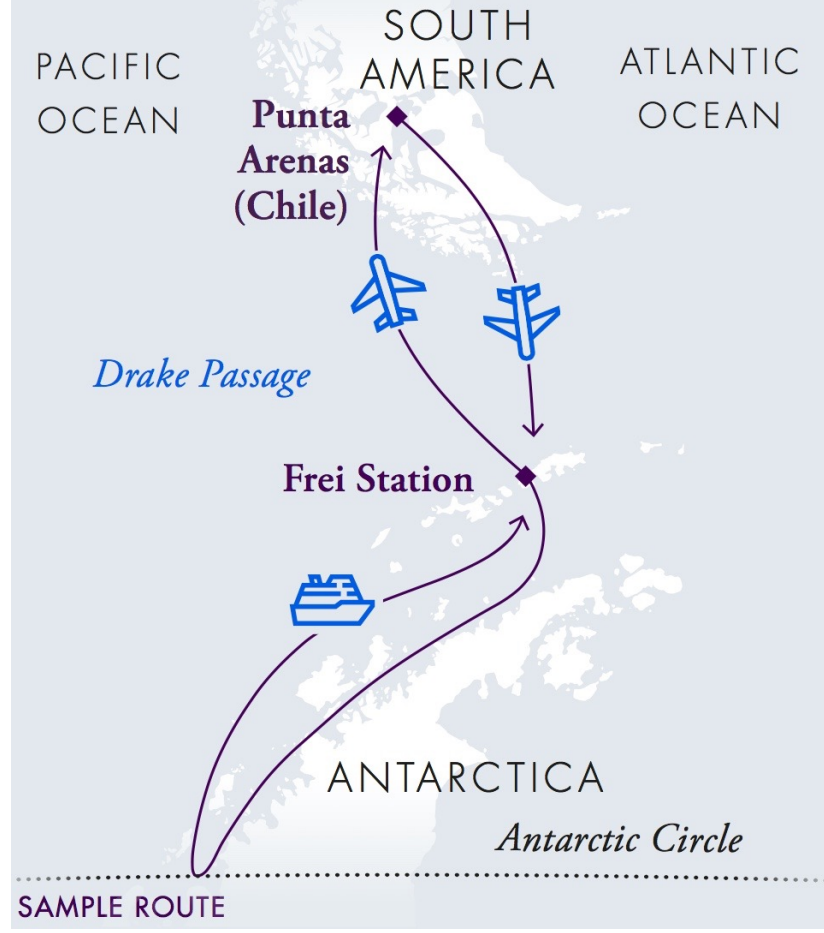 SOUTH
AMERICA
PACIFIC
OCEAN
ATLANTIC
OCEAN
Punta
Arenas
(Chile)
Drake Passage
Frei Station
ANTARCTICA
Antarctic Circle
SAMPLE ROUTE